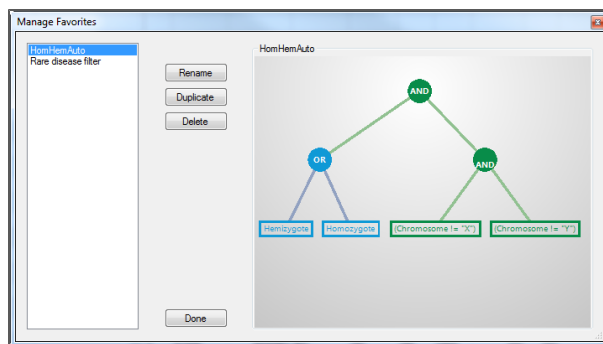 Manage Favorites
HomHemAuto
Rare disease filter
Rename
Duplicate
Delete
Done
HomHemAuto
AND
OR
AND
Hemizygote
Homozygote
(Chromosome != "X")
(Chromosome != "Y")